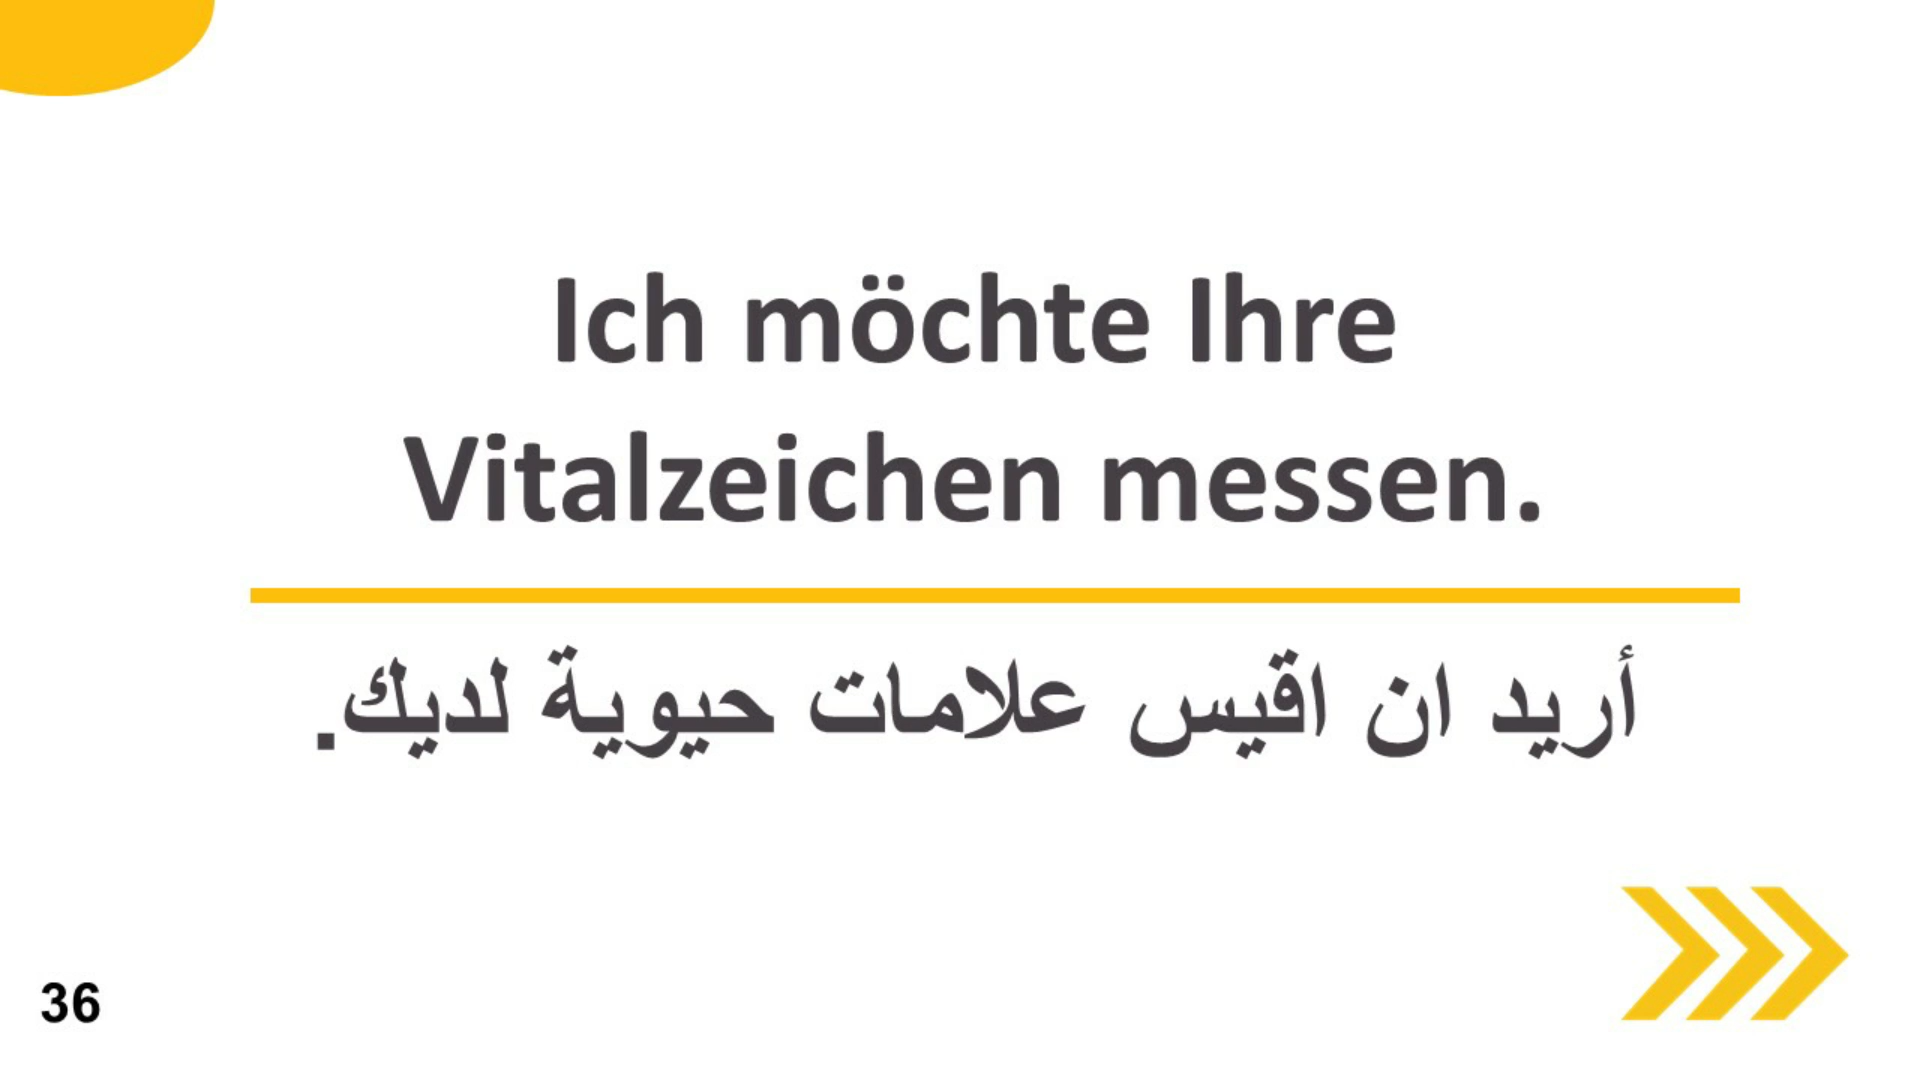 Ich möchte Ihre
Vitalzeichen messen.
أريد ان اقيس علامات حيوية لديك.
36